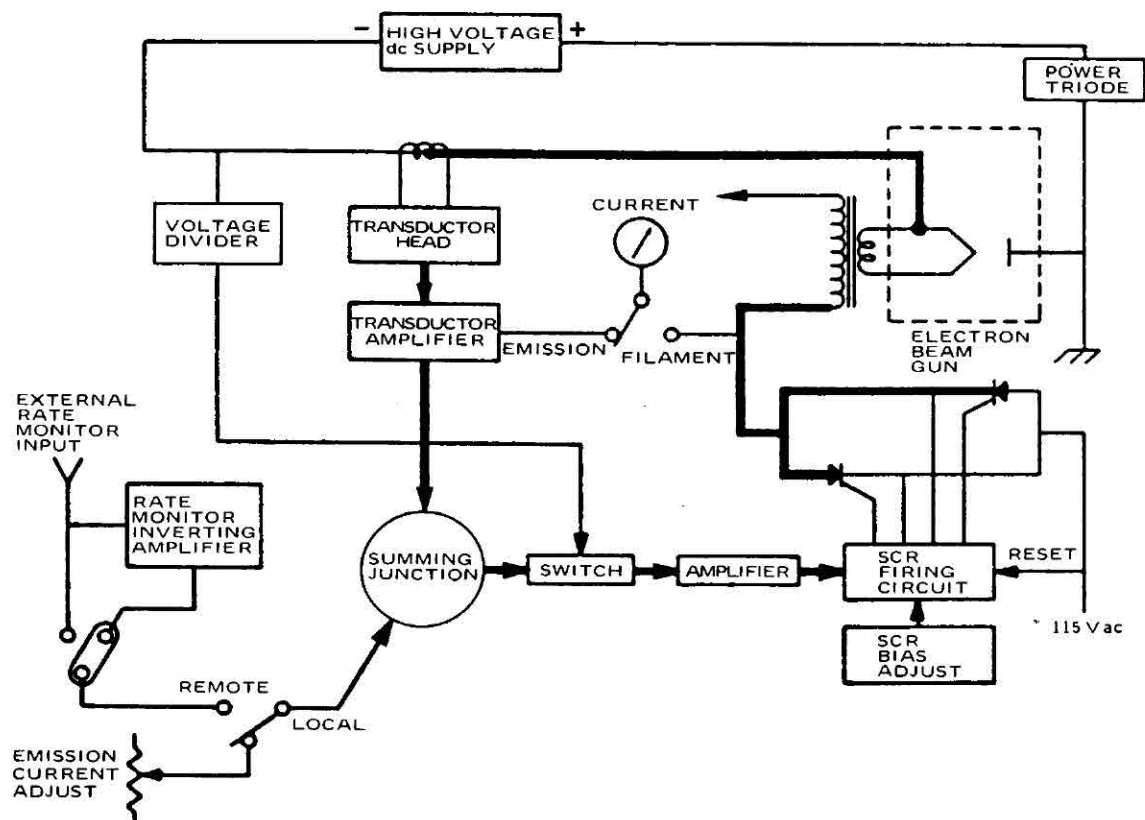 − HIGH VOLTAGE +
dc SUPPLY
POWER
TRIODE
VOLTAGE
DIVIDER
TRANSDUCTOR
HEAD
CURRENT
TRANSDUCTOR
AMPLIFIER
EMISSION
FILAMENT
ELECTRON
BEAM
GUN
EXTERNAL
RATE
MONITOR
INPUT
RATE
MONITOR
INVERTING
AMPLIFIER
SUMMING
JUNCTION
SWITCH
AMPLIFIER
SCR
FIRING
CIRCUIT
RESET
115 V ac
SCR
BIAS
ADJUST
REMOTE
LOCAL
EMISSION
CURRENT
ADJUST